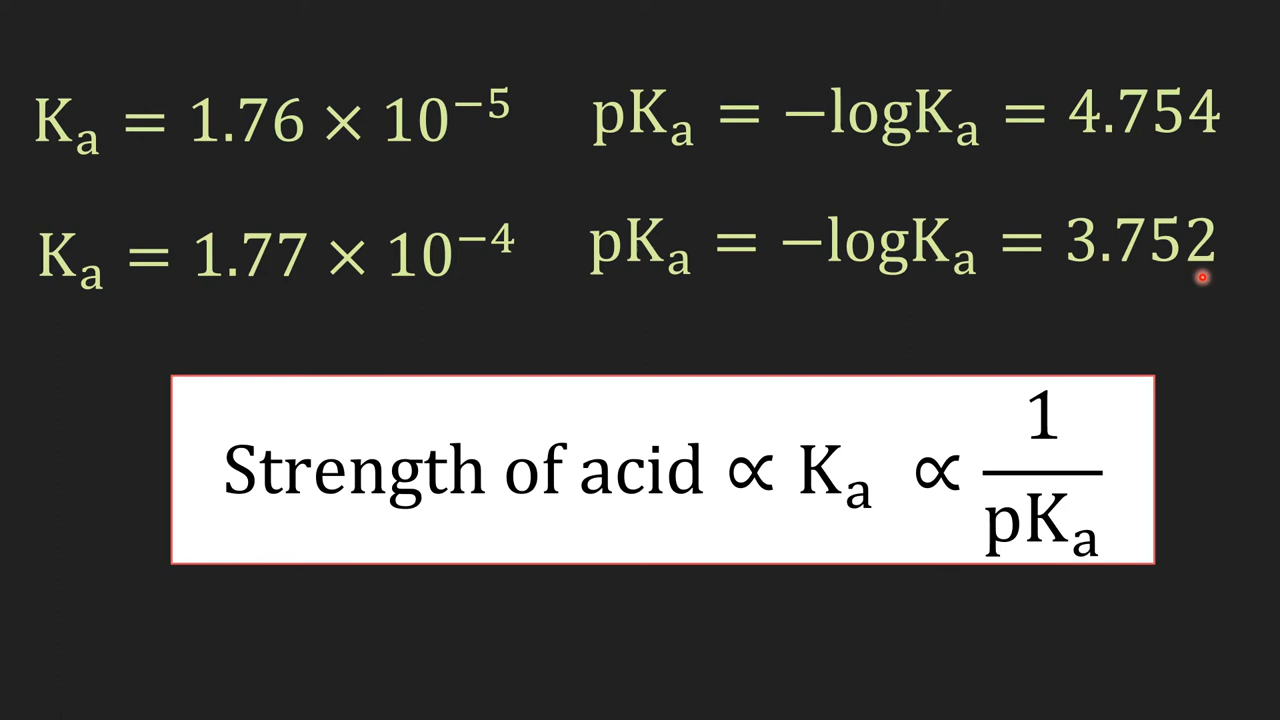 Kₐ = 1.76 × 10⁻⁵ pKₐ = −logKₐ = 4.754
Kₐ = 1.77 × 10⁻⁴ pKₐ = −logKₐ = 3.752
Strength of acid ∝ Kₐ ∝ 1/pKₐ